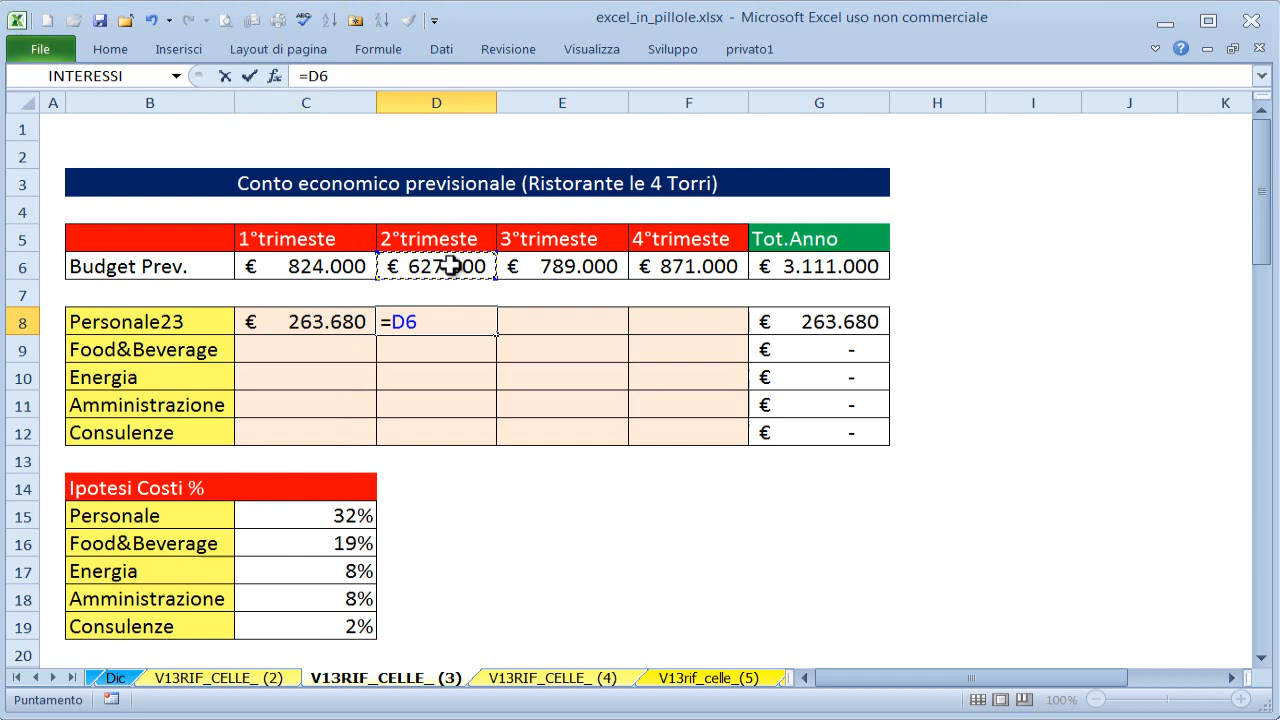 excel_in_pillole.xlsx - Microsoft Excel uso non commerciale
File Home Inserisci Layout di pagina Formule Dati Revisione Visualizza Sviluppo privato1
INTERESSI fx =D6
A B C D E F G H I J K
1
2
3 Conto economico previsionale (Ristorante le 4 Torri)
4
5 1°trimeste 2°trimeste 3°trimeste 4°trimeste Tot.Anno
6 Budget Prev. € 824.000 € 789.000 € 871.000 € 3.111.000
7
8 Personale23 € 263.680 =D6 € 263.680
9 Food&Beverage € -
10 Energia € -
11 Amministrazione € -
12 Consulenze € -
13
14 Ipotesi Costi %
15 Personale 32%
16 Food&Beverage 19%
17 Energia 8%
18 Amministrazione 8%
19 Consulenze 2%
20
Dic V13RIF_CELLE_ (2) V13RIF_CELLE_ (3) V13RIF_CELLE_ (4) V13rif_celle_(5)
Puntamento 100%